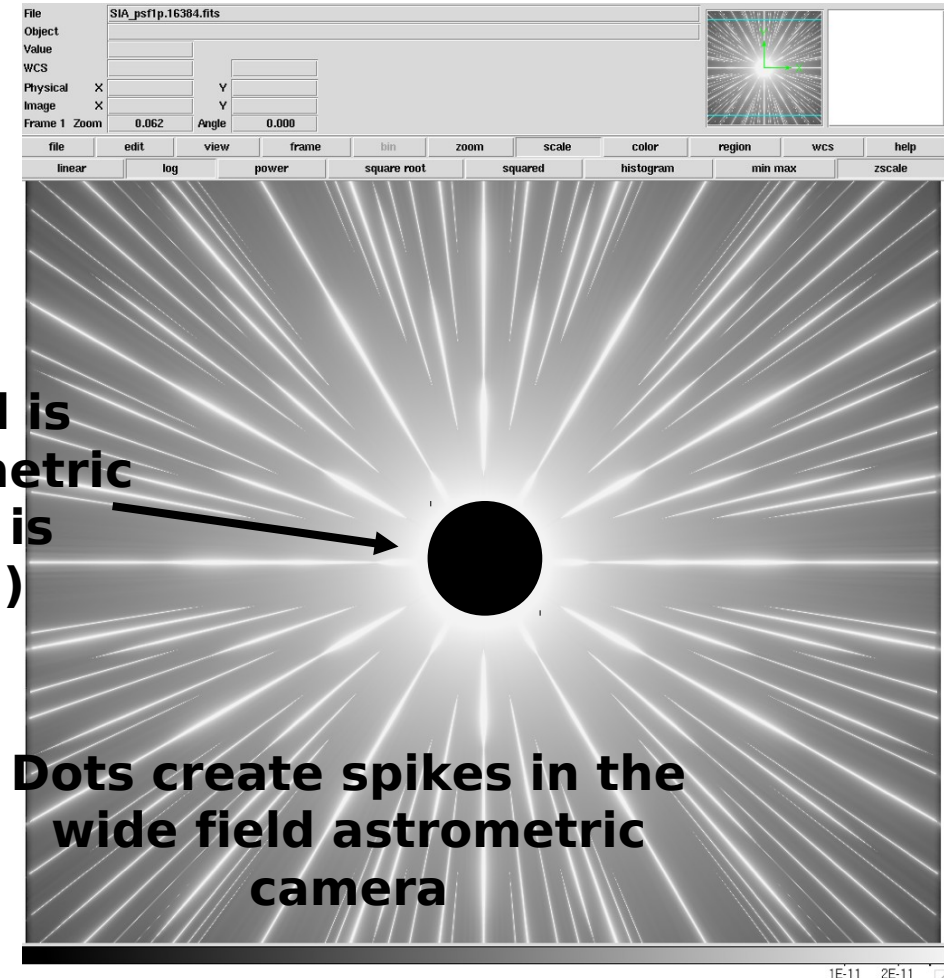 File SIA_psf1p.16384.fits
Object
Value
WCS
Physical X Y
Image X Y
Frame 1 Zoom 0.062 Angle 0.000
file edit view frame bin zoom scale color region wcs help
linear log power square root squared histogram min max zscale
is
etric
is
)
Dots create spikes in the
wide field astrometric
camera
1E-11 2E-11